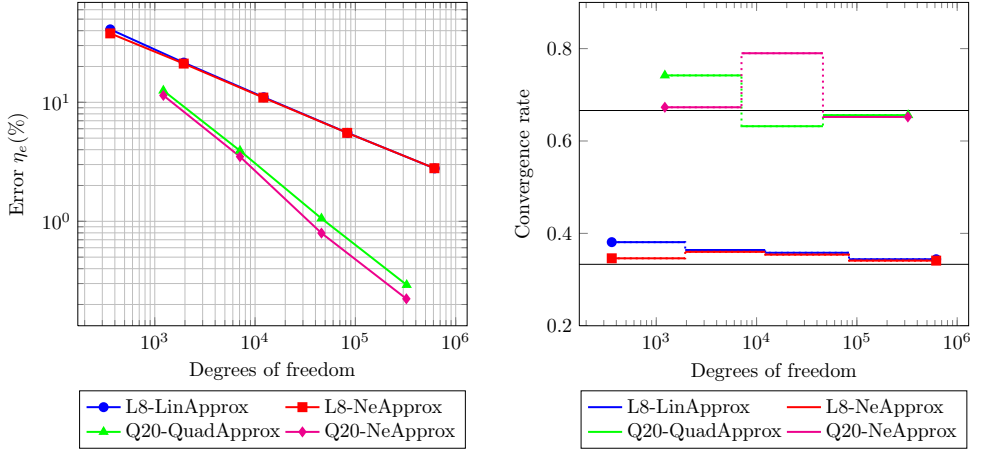 10^1
10^0
Error η_e(%)
10^3 10^4 10^5 10^6
Degrees of freedom
L8-LinApprox L8-NeApprox
Q20-QuadApprox Q20-NeApprox
0.8
0.6
0.4
0.2
Convergence rate
10^3 10^4 10^5 10^6
Degrees of freedom
L8-LinApprox L8-NeApprox
Q20-QuadApprox Q20-NeApprox